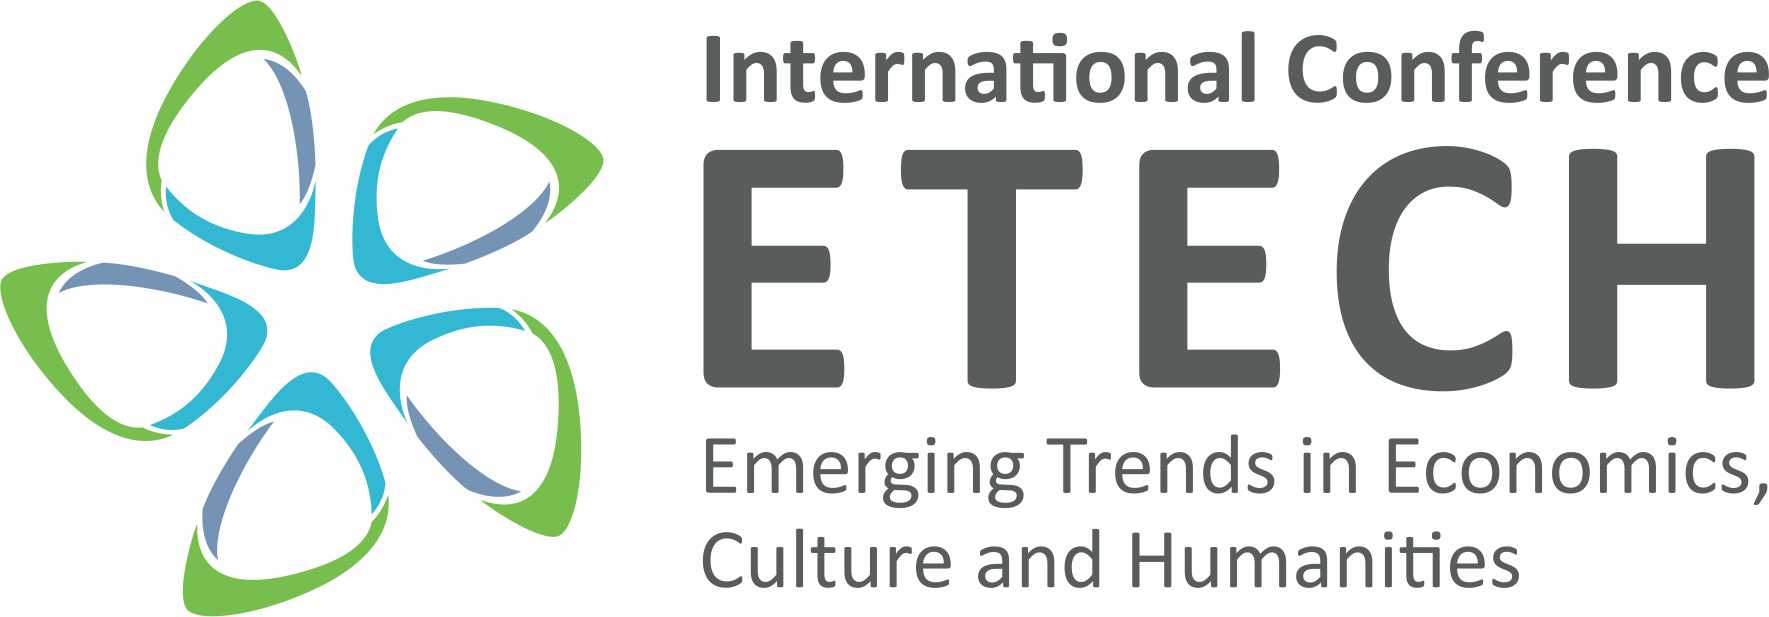 International Conference
ETECH
Emerging Trends in Economics,
Culture and Humanities